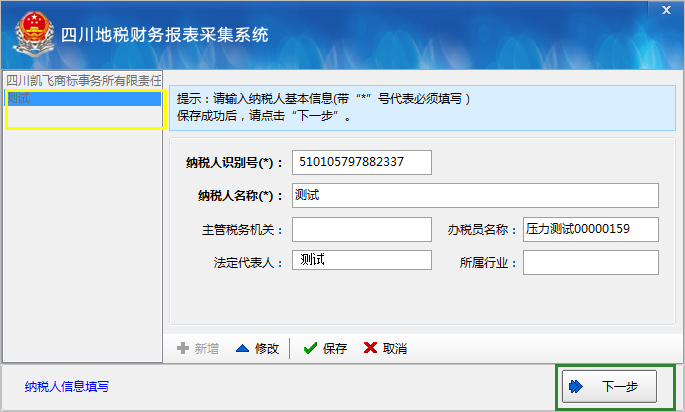 四川地税财务报表采集系统
四川凯飞商标事务所有限责任
测试
提示：请输入纳税人基本信息(带“*”号代表必须填写)
保存成功后，请点击“下一步”。
纳税人识别号(*)： 510105797882337
纳税人名称(*)： 测试
主管税务机关： 办税员名称： 压力测试00000159
法定代表人： 测试 所属行业：
新增 修改 保存 取消
纳税人信息填写 下一步